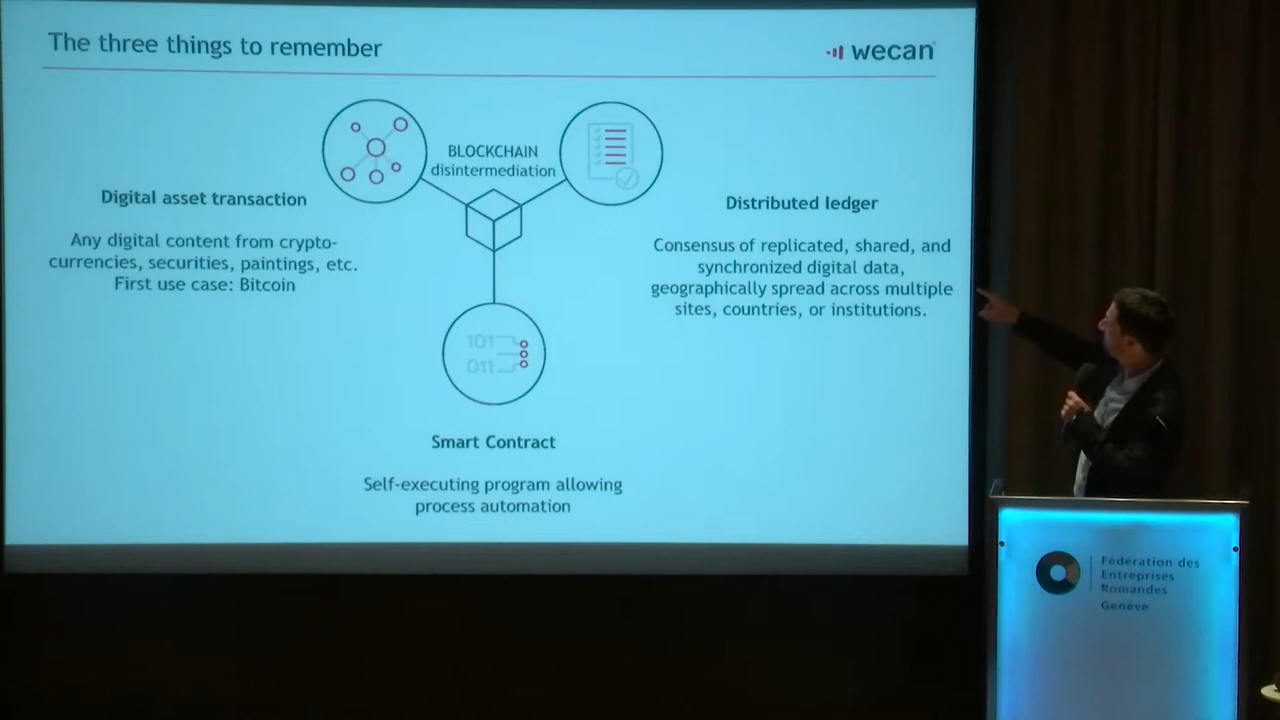 The three things to remember
wecan
BLOCKCHAIN
disintermediation
Digital asset transaction
Any digital content from crypto-
currencies, securities, paintings, etc.
First use case: Bitcoin
Distributed ledger
Consensus of replicated, shared, and
synchronized digital data,
geographically spread across multiple
sites, countries, or institutions.
101
011
Smart Contract
Self-executing program allowing
process automation
Fédération des
Entreprises
Romandes
Genève